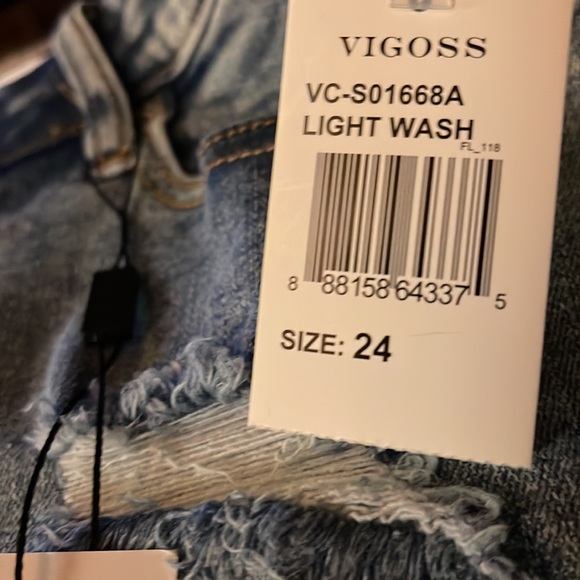 VIGOSS
VC-S01668A
LIGHT WASH
FL_118
8 88158 64337 5
SIZE: 24